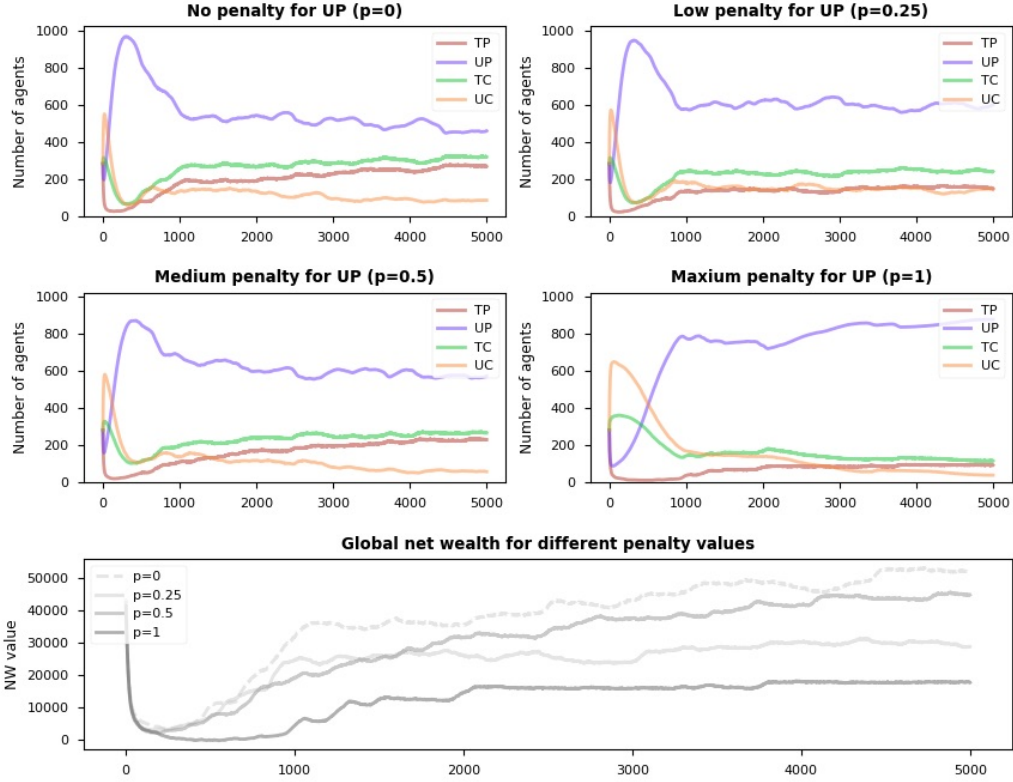 No penalty for UP (p=0)
Number of agents
1000
800
600
400
200
0
TP
UP
TC
UC
0 1000 2000 3000 4000 5000
Low penalty for UP (p=0.25)
Number of agents
1000
800
600
400
200
0
TP
UP
TC
UC
0 1000 2000 3000 4000 5000
Medium penalty for UP (p=0.5)
Number of agents
1000
800
600
400
200
0
TP
UP
TC
UC
0 1000 2000 3000 4000 5000
Maxium penalty for UP (p=1)
Number of agents
1000
800
600
400
200
0
TP
UP
TC
UC
0 1000 2000 3000 4000 5000
Global net wealth for different penalty values
NW value
50000
40000
30000
20000
10000
0
p=0
p=0.25
p=0.5
p=1
0 1000 2000 3000 4000 5000